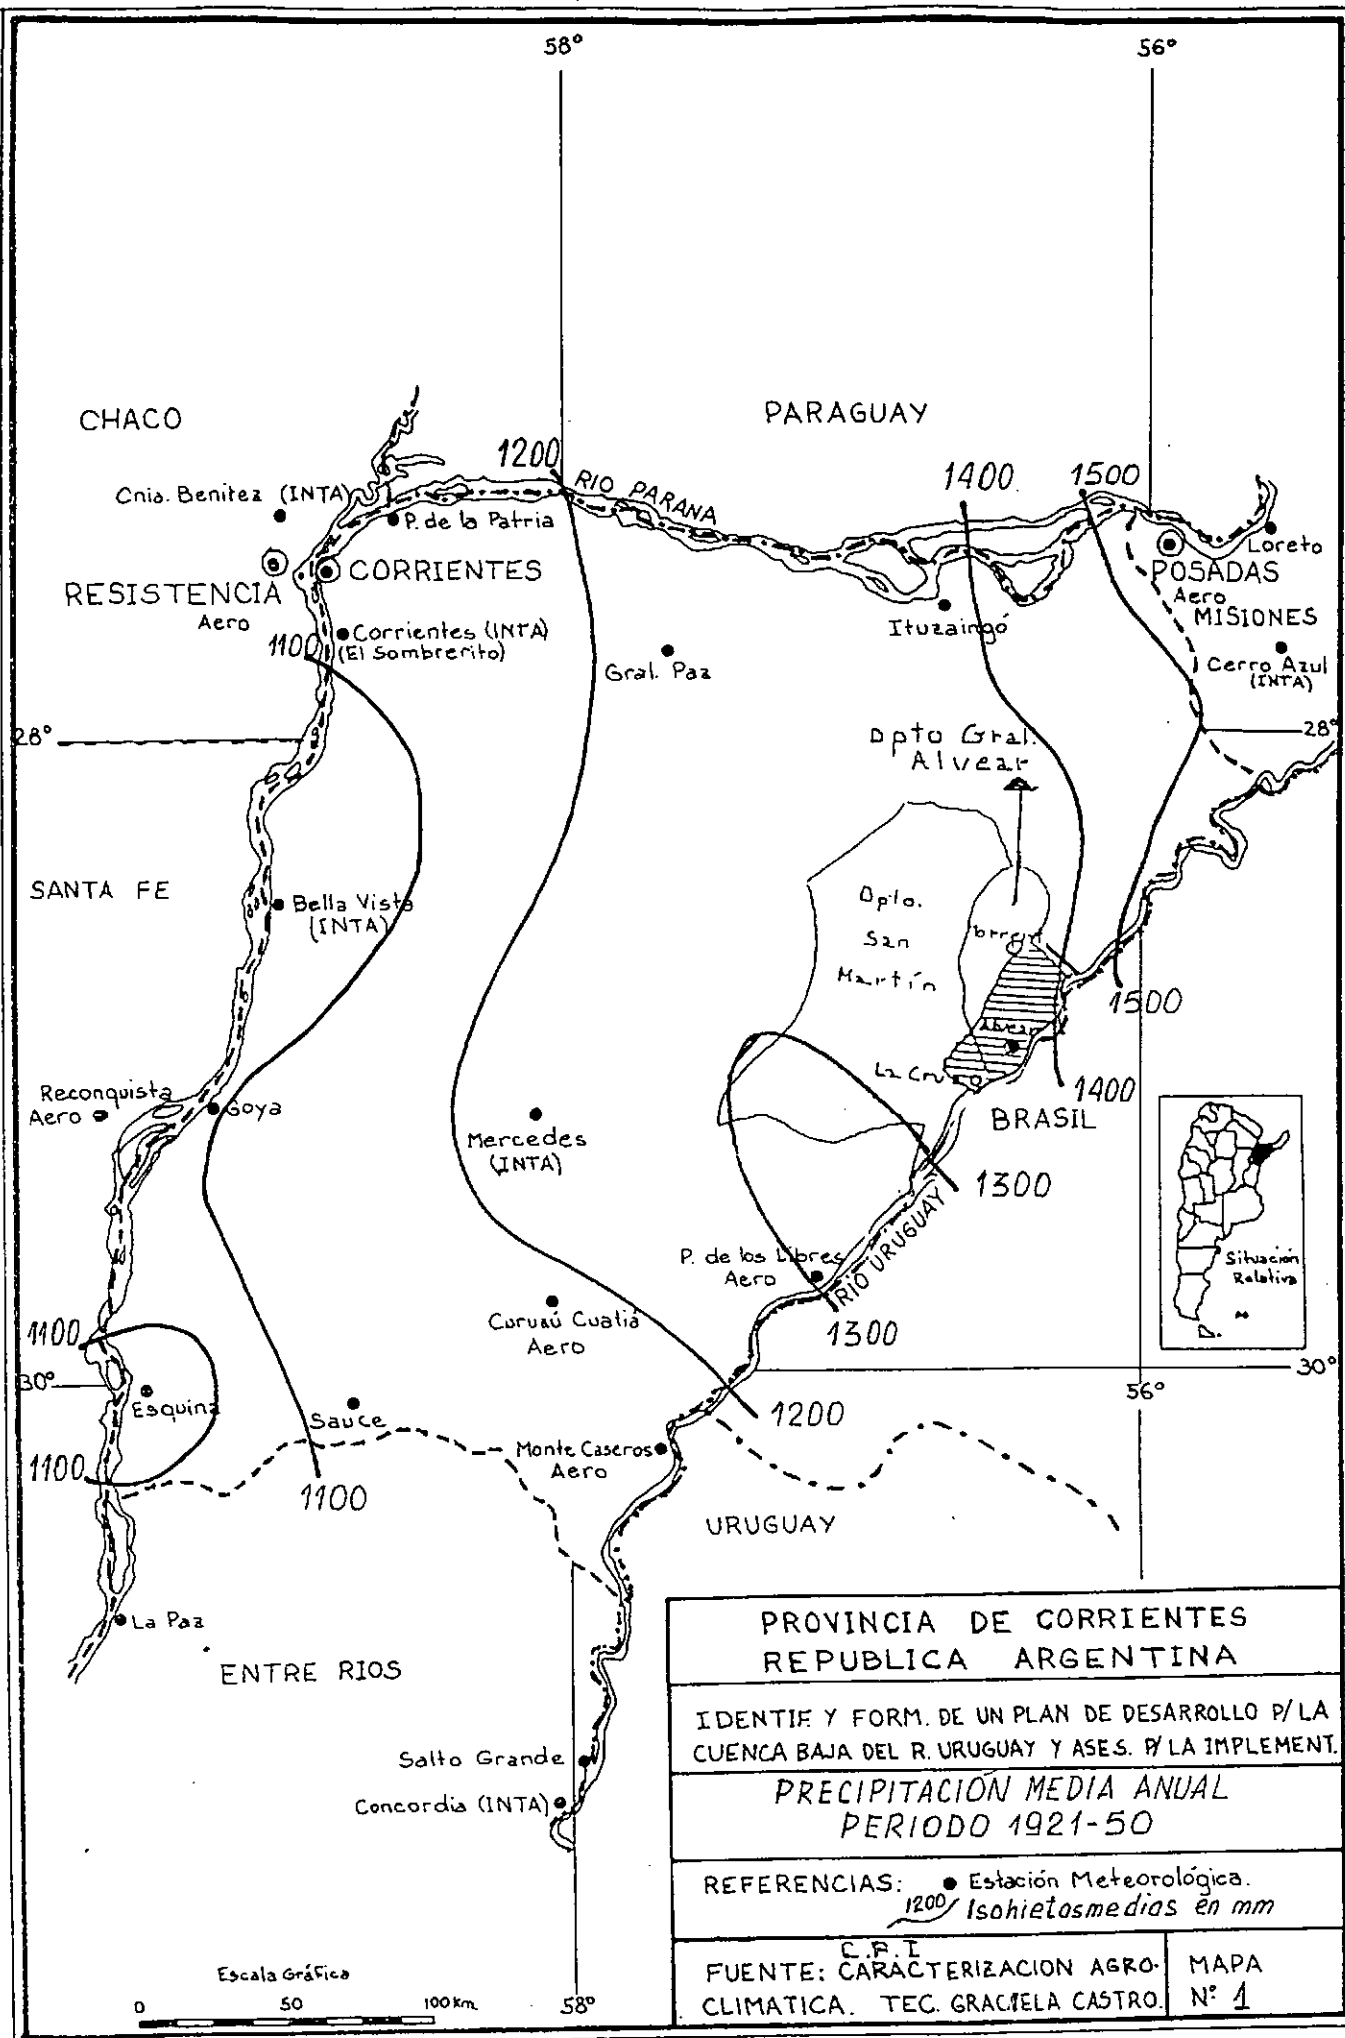 58°
56°
CHACO
PARAGUAY
1200
RIO PARANA
1400
1500
Cnia. Benitez (INTA)
P. de la Patria
Loreto
CORRIENTES
RESISTENCIA
Aero
POSADAS
Aero
MISIONES
Ituzaingó
Corrientes (INTA)
(El Sombrerito)
1100
Gral. Paz
Cerro Azul
(INTA)
28°
28°
Dpto Gral.
Alvear
SANTA FE
Bella Vista
(INTA)
Dpto.
San
Martín
1500
Alvear
La Cru
1400
Reconquista
Aero
Goya
BRASIL
Mercedes
(INTA)
1300
RIO URUGUAY
P. de los Libres
Aero
Situación
Relativa
Curuzú Cuatiá
Aero
1300
1100
30°
30°
Esquina
Sauce
56°
1200
Monte Caseros
Aero
1100
1100
URUGUAY
La Paz
ENTRE RIOS
Salto Grande
Concordia (INTA)
58°
Escala Gráfica
0 50 100 km
PROVINCIA DE CORRIENTES
REPUBLICA ARGENTINA
IDENTIF. Y FORM. DE UN PLAN DE DESARROLLO P/ LA
CUENCA BAJA DEL R. URUGUAY Y ASES. P/ LA IMPLEMENT.
PRECIPITACIÓN MEDIA ANUAL
PERIODO 1921-50
REFERENCIAS: Estación Meteorológica.
1200 Isohietas medias en mm
C.F.I
FUENTE: CARACTERIZACION AGRO-
CLIMATICA. TEC. GRACIELA CASTRO.
MAPA
N° 1